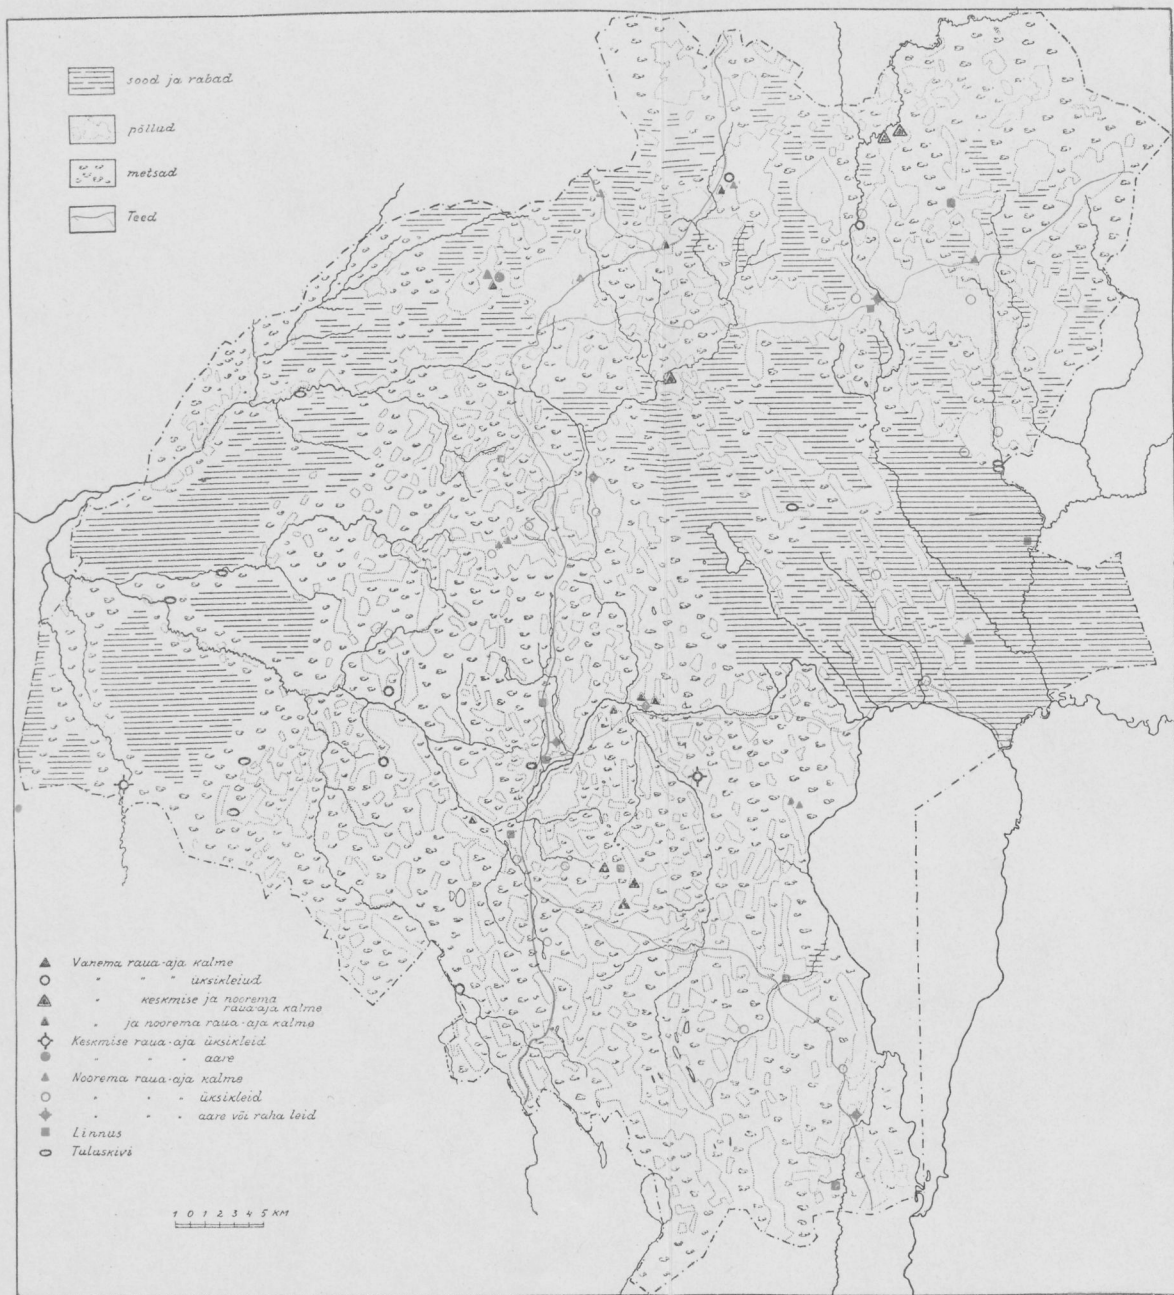 sood ja rabad
põllud
metsad
Teed
Vanema raua-aja kalme
" " üksikleiud
" keskmise ja noorema
raua-aja kalme
" ja noorema raua-aja kalme
Keskmise raua-aja üksikleid
" " " aare
Noorema raua-aja kalme
" " " üksikleid
" " " aare või raha leid
Linnus
Tuluskivi
1 0 1 2 3 4 5 KM